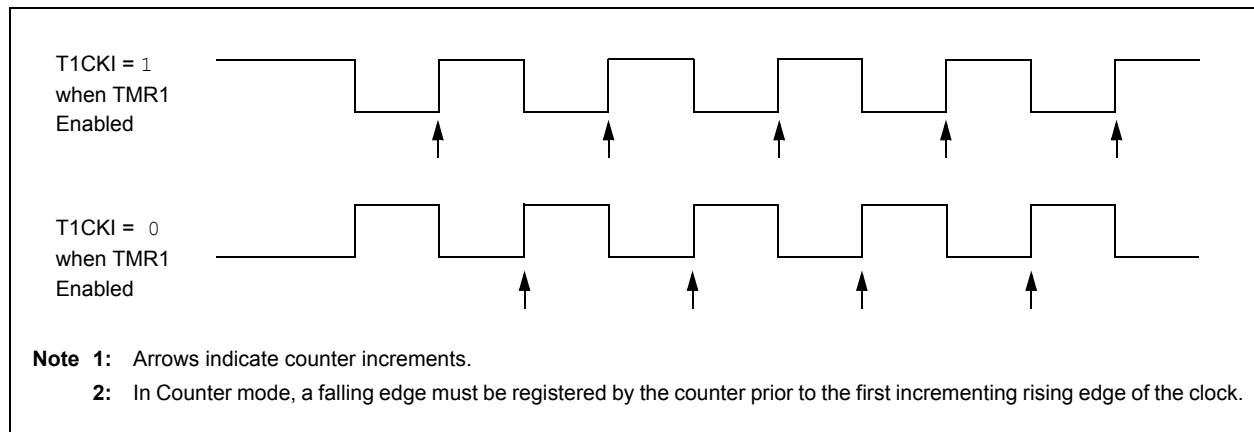 T1CKI = 1
when TMR1
Enabled
T1CKI = 0
when TMR1
Enabled
Note 1: Arrows indicate counter increments.
2: In Counter mode, a falling edge must be registered by the counter prior to the first incrementing rising edge of the clock.